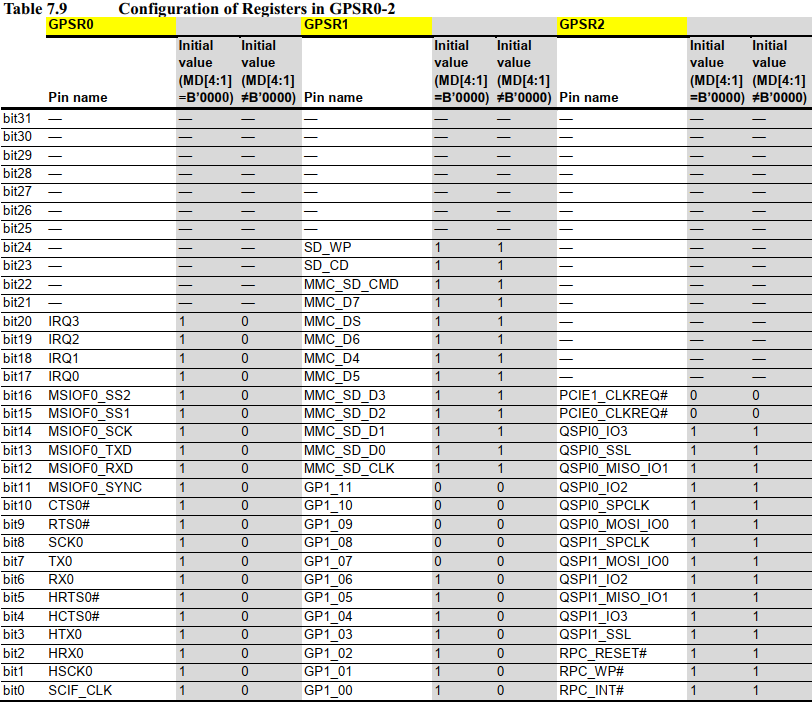 Table 7.9 Configuration of Registers in GPSR0-2
GPSR0 GPSR1 GPSR2
Initial Initial Initial Initial Initial Initial
value value value value value value
(MD[4:1] (MD[4:1] (MD[4:1] (MD[4:1] (MD[4:1] (MD[4:1]
Pin name =B'0000) ≠B'0000) Pin name =B'0000) ≠B'0000) Pin name =B'0000) ≠B'0000)
bit31 — — — — — — — — —
bit30 — — — — — — — — —
bit29 — — — — — — — — —
bit28 — — — — — — — — —
bit27 — — — — — — — — —
bit26 — — — — — — — — —
bit25 — — — — — — — — —
bit24 — — — SD_WP 1 1 — — —
bit23 — — — SD_CD 1 1 — — —
bit22 — — — MMC_SD_CMD 1 1 — — —
bit21 — — — MMC_D7 1 1 — — —
bit20 IRQ3 1 0 MMC_DS 1 1 — — —
bit19 IRQ2 1 0 MMC_D6 1 1 — — —
bit18 IRQ1 1 0 MMC_D4 1 1 — — —
bit17 IRQ0 1 0 MMC_D5 1 1 — — —
bit16 MSIOF0_SS2 1 0 MMC_SD_D3 1 1 PCIE1_CLKREQ# 0 0
bit15 MSIOF0_SS1 1 0 MMC_SD_D2 1 1 PCIE0_CLKREQ# 0 0
bit14 MSIOF0_SCK 1 0 MMC_SD_D1 1 1 QSPI0_IO3 1 1
bit13 MSIOF0_TXD 1 0 MMC_SD_D0 1 1 QSPI0_SSL 1 1
bit12 MSIOF0_RXD 1 0 MMC_SD_CLK 1 1 QSPI0_MISO_IO1 1 1
bit11 MSIOF0_SYNC 1 0 GP1_11 0 0 QSPI0_IO2 1 1
bit10 CTS0# 1 0 GP1_10 0 0 QSPI0_SPCLK 1 1
bit9 RTS0# 1 0 GP1_09 0 0 QSPI0_MOSI_IO0 1 1
bit8 SCK0 1 0 GP1_08 0 0 QSPI1_SPCLK 1 1
bit7 TX0 1 0 GP1_07 0 0 QSPI1_MOSI_IO0 1 1
bit6 RX0 1 0 GP1_06 1 0 QSPI1_IO2 1 1
bit5 HRTS0# 1 0 GP1_05 1 0 QSPI1_MISO_IO1 1 1
bit4 HCTS0# 1 0 GP1_04 1 0 QSPI1_IO3 1 1
bit3 HTX0 1 0 GP1_03 1 0 QSPI1_SSL 1 1
bit2 HRX0 1 0 GP1_02 1 0 RPC_RESET# 1 1
bit1 HSCK0 1 0 GP1_01 1 0 RPC_WP# 1 1
bit0 SCIF_CLK 1 0 GP1_00 1 0 RPC_INT# 1 1